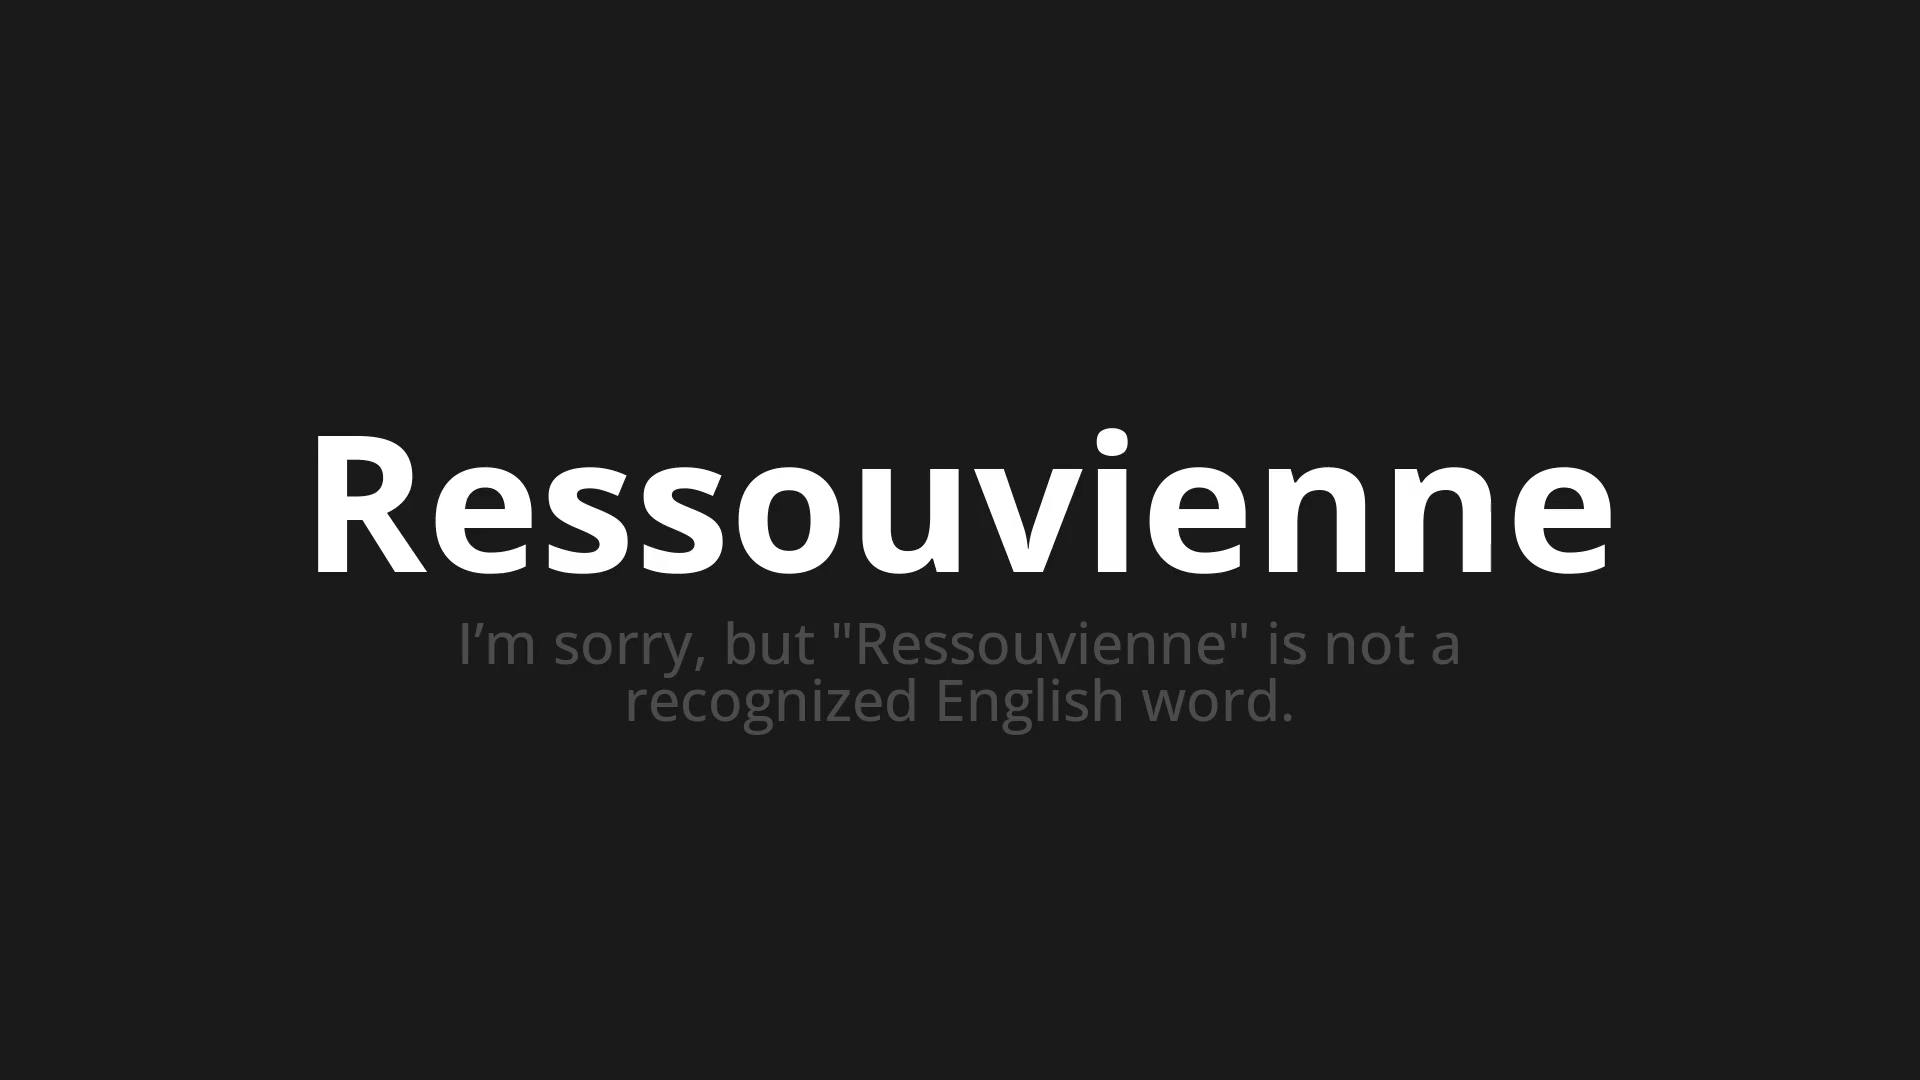 Ressouvienne
I’m sorry, but "Ressouvienne" is not a
recognized English word.